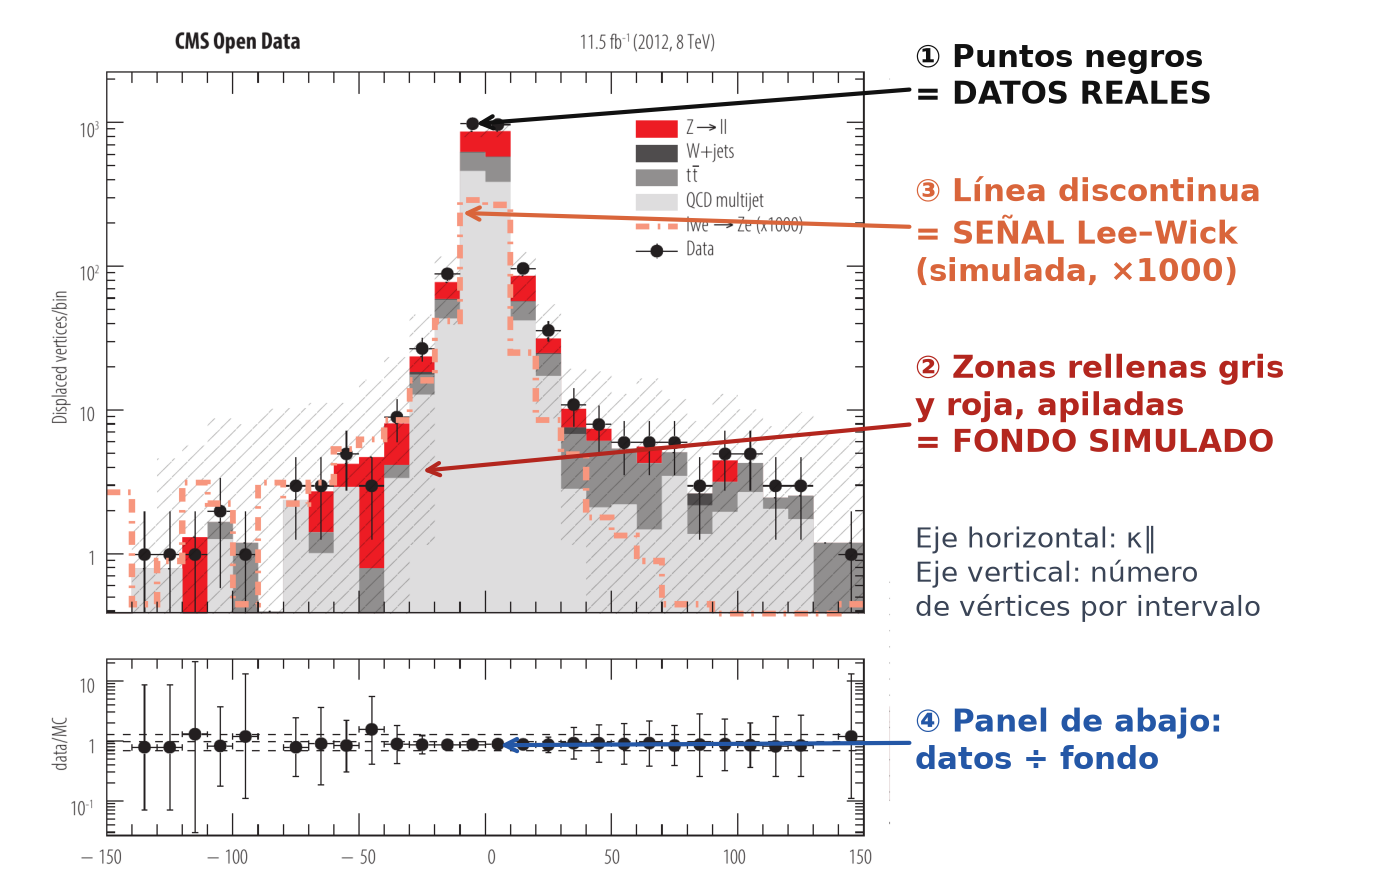 CMS Open Data
11.5 fb⁻¹ (2012, 8 TeV)
① Puntos negros
= DATOS REALES
③ Línea discontinua
= SEÑAL Lee–Wick
(simulada, ×1000)
② Zonas rellenas gris
y roja, apiladas
= FONDO SIMULADO
Eje horizontal: κ∥
Eje vertical: número
de vértices por intervalo
④ Panel de abajo:
datos ÷ fondo
Z → ll
W+jets
tt̅
QCD multijet
lwe → Ze (x1000)
Data
Displaced vertices/bin
10³
10²
10
1
data/MC
10
1
10⁻¹
− 150
− 100
− 50
0
50
100
150